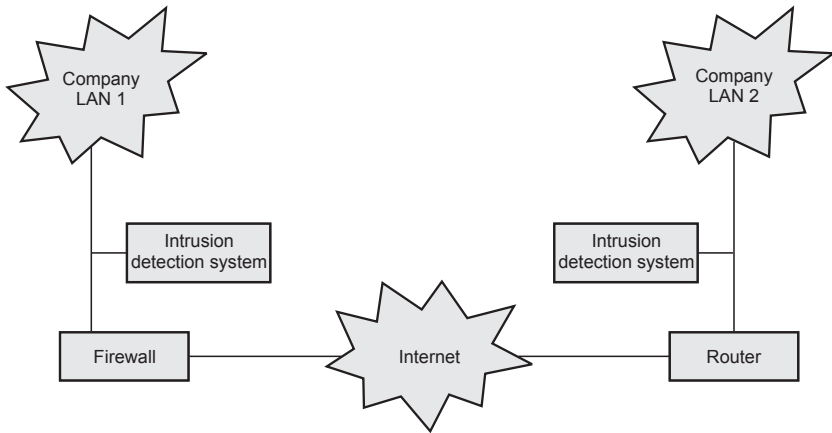 Company
LAN 1
Company
LAN 2
Intrusion
detection system
Intrusion
detection system
Firewall
Internet
Router